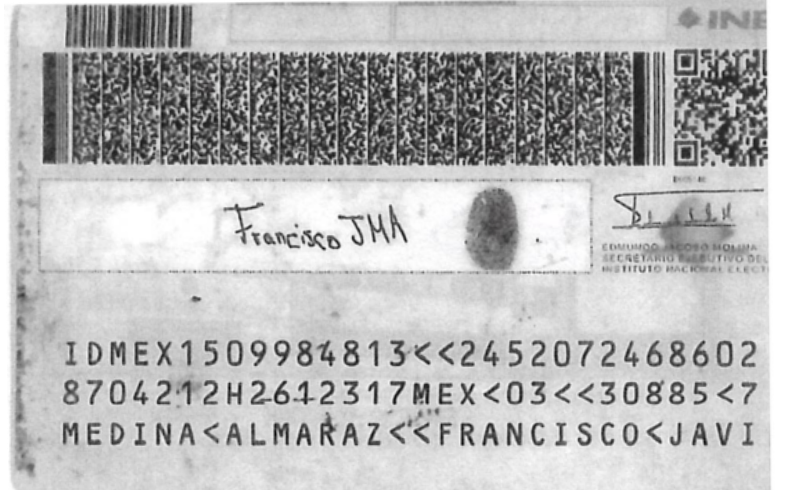 INE
Francisco JMA
EDMUNDO JACOBO MOLINA
SECRETARIO EJECUTIVO DEL
INSTITUTO NACIONAL ELECT
IDMEX1509984813<<2452072468602
8704212H2612317MEX<03<<30885<7
MEDINA<ALMARAZ<<FRANCISCO<JAVI